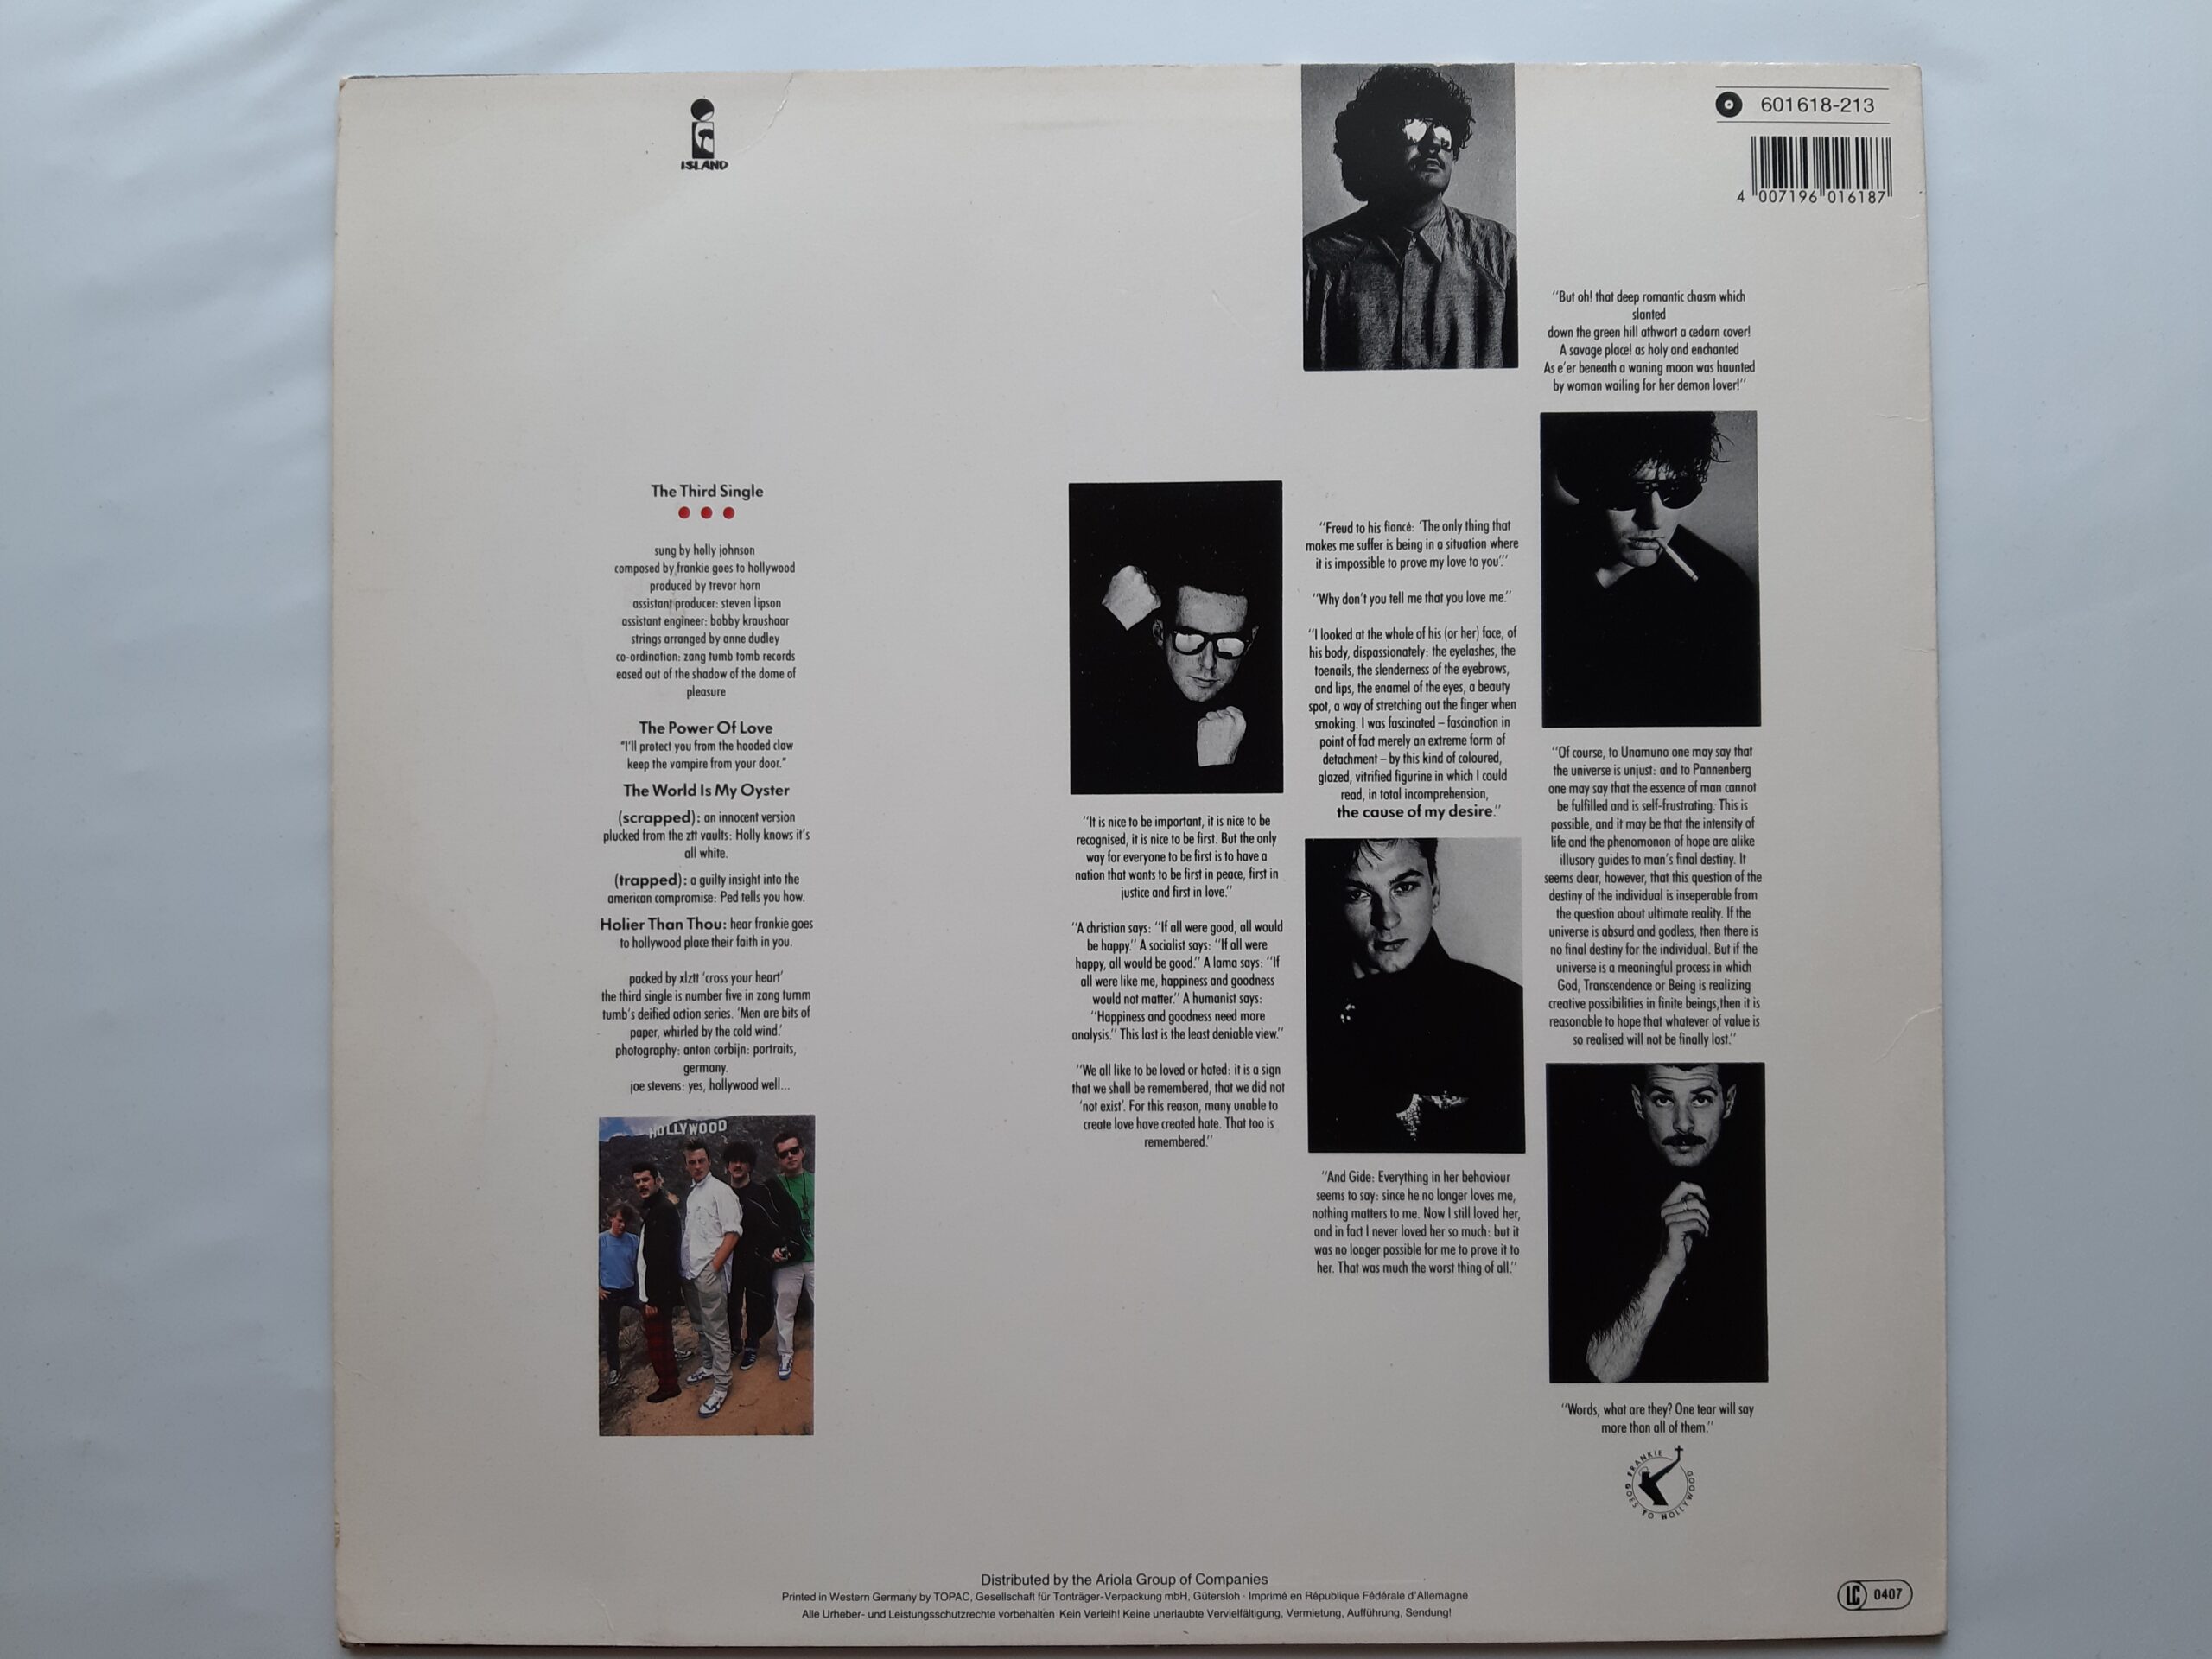 ISLAND
The Third Single
sung by holly johnson
composed by frankie goes to hollywood
produced by trevor horn
assistant producer: steven lipson
assistant engineer: bobby kraushaar
strings arranged by anne dudley
co-ordination: zang tumb tomb records
eased out of the shadow of the dome of
pleasure
The Power Of Love
"I'll protect you from the hooded claw
keep the vampire from your door."
The World Is My Oyster
(scrapped): an innocent version
plucked from the ztt vaults: Holly knows it's
all white.
(trapped): a guilty insight into the
american compromise: Ped tells you how.
Holier Than Thou: hear frankie goes
to hollywood place their faith in you.
packed by xlztt 'cross your heart'
the third single is number five in zang tumm
tumb's deified action series. 'Men are bits of
paper, whirled by the cold wind.'
photography: anton corbijn: portraits,
germany.
joe stevens: yes, hollywood well...
HOLLYWOOD
"It is nice to be important, it is nice to be
recognised, it is nice to be first. But the only
way for everyone to be first is to have a
nation that wants to be first in peace, first in
justice and first in love."
"A christian says: "If all were good, all would
be happy." A socialist says: "If all were
happy, all would be good." A lama says: "If
all were like me, happiness and goodness
would not matter." A humanist says:
"Happiness and goodness need more
analysis." This last is the least deniable view."
"We all like to be loved or hated: it is a sign
that we shall be remembered, that we did not
'not exist'. For this reason, many unable to
create love have created hate. That too is
remembered."
"Freud to his fiancé: 'The only thing that
makes me suffer is being in a situation where
it is impossible to prove my love to you'."
"Why don't you tell me that you love me."
"I looked at the whole of his (or her) face, of
his body, dispassionately: the eyelashes, the
toenails, the slenderness of the eyebrows,
and lips, the enamel of the eyes, a beauty
spot, a way of stretching out the finger when
smoking. I was fascinated – fascination in
point of fact merely an extreme form of
detachment – by this kind of coloured,
glazed, vitrified figurine in which I could
read, in total incomprehension,
the cause of my desire."
"And Gide: Everything in her behaviour
seems to say: since he no longer loves me,
nothing matters to me. Now I still loved her,
and in fact I never loved her so much: but it
was no longer possible for me to prove it to
her. That was much the worst thing of all."
601618-213
4 007196 016187
"But oh! that deep romantic chasm which
slanted
down the green hill athwart a cedarn cover!
A savage place! as holy and enchanted
As e'er beneath a waning moon was haunted
by woman wailing for her demon lover!"
"Of course, to Unamuno one may say that
the universe is unjust: and to Pannenberg
one may say that the essence of man cannot
be fulfilled and is self-frustrating. This is
possible, and it may be that the intensity of
life and the phenomonon of hope are alike
illusory guides to man's final destiny. It
seems clear, however, that this question of the
destiny of the individual is inseperable from
the question about ultimate reality. If the
universe is absurd and godless, then there is
no final destiny for the individual. But if the
universe is a meaningful process in which
God, Transcendence or Being is realizing
creative possibilities in finite beings,then it is
reasonable to hope that whatever of value is
so realised will not be finally lost."
"Words, what are they? One tear will say
more than all of them."
FRANKIE GOES TO HOLLYWOOD
Distributed by the Ariola Group of Companies
Printed in Western Germany by TOPAC, Gesellschaft für Tonträger-Verpackung mbH, Gütersloh · Imprimé en République Fédérale d'Allemagne
Alle Urheber- und Leistungsschutzrechte vorbehalten Kein Verleih! Keine unerlaubte Vervielfältigung, Vermietung, Aufführung, Sendung!
LC 0407